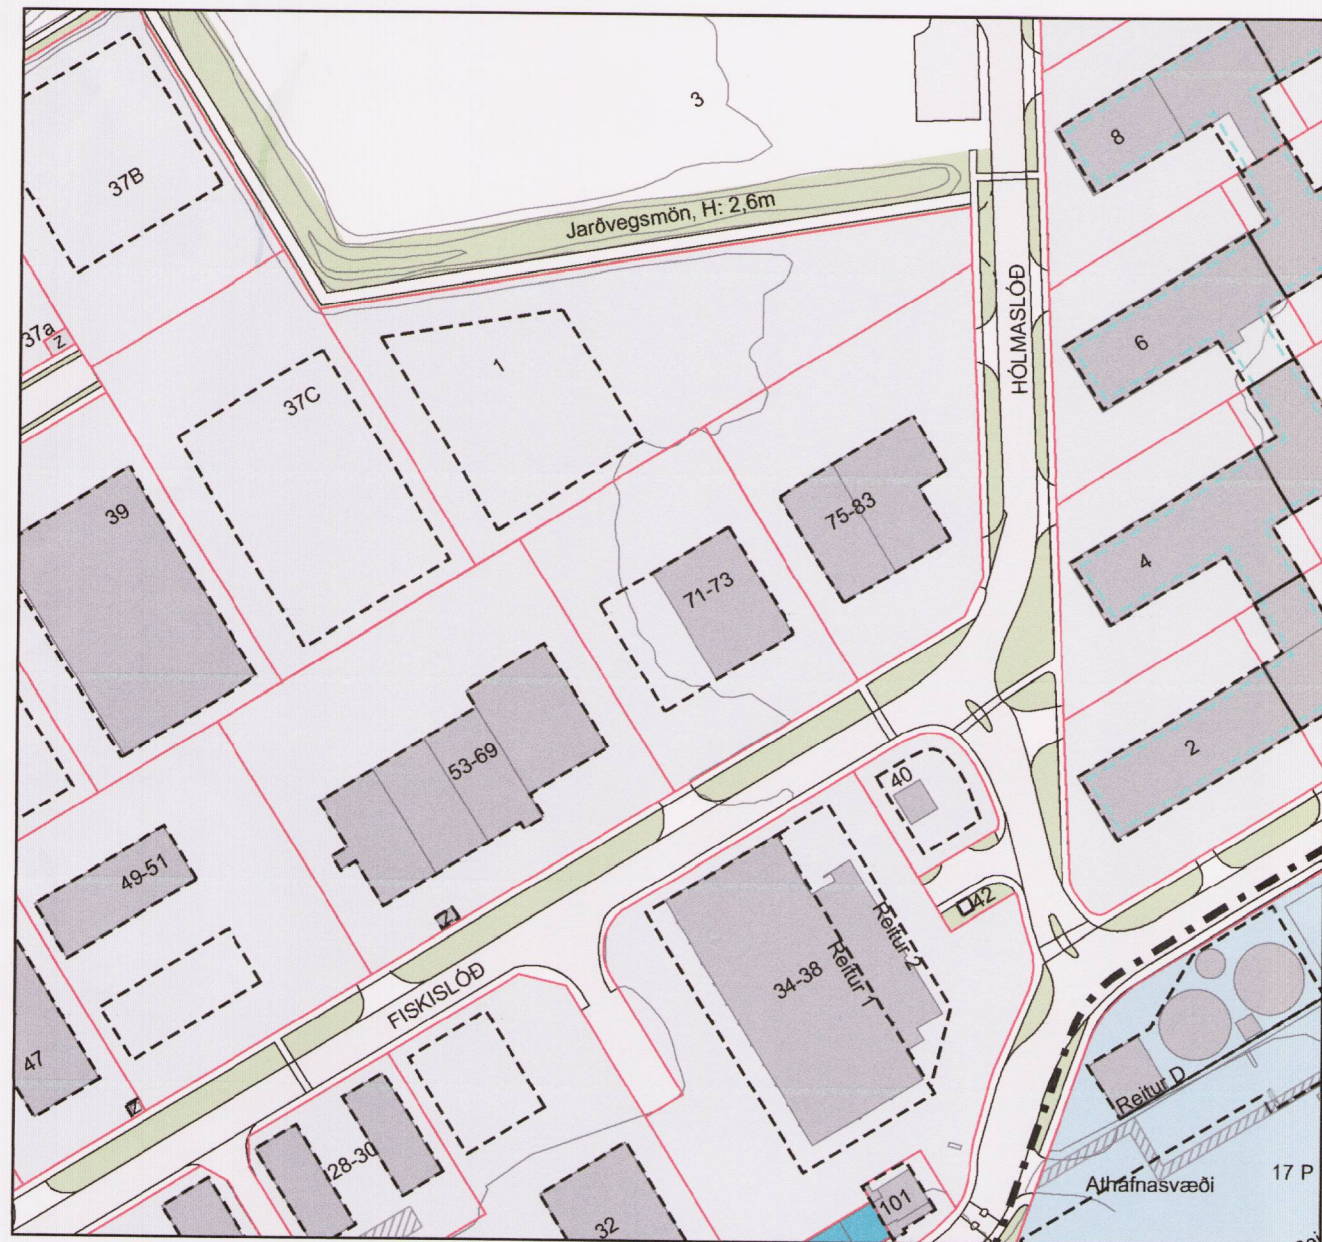 3
8
37B
Jarðvegsmön, H: 2,6m
HÓLMASLÓÐ
37a
Z
6
1
37C
39
75-83
4
71-73
53-69
2
40
49-51
Z
42
Reitur 2
Reitur 1
34-38
FISKISLÓÐ
47
Z
Reitur D
28-30
Athafnasvæði
17 P
101
32